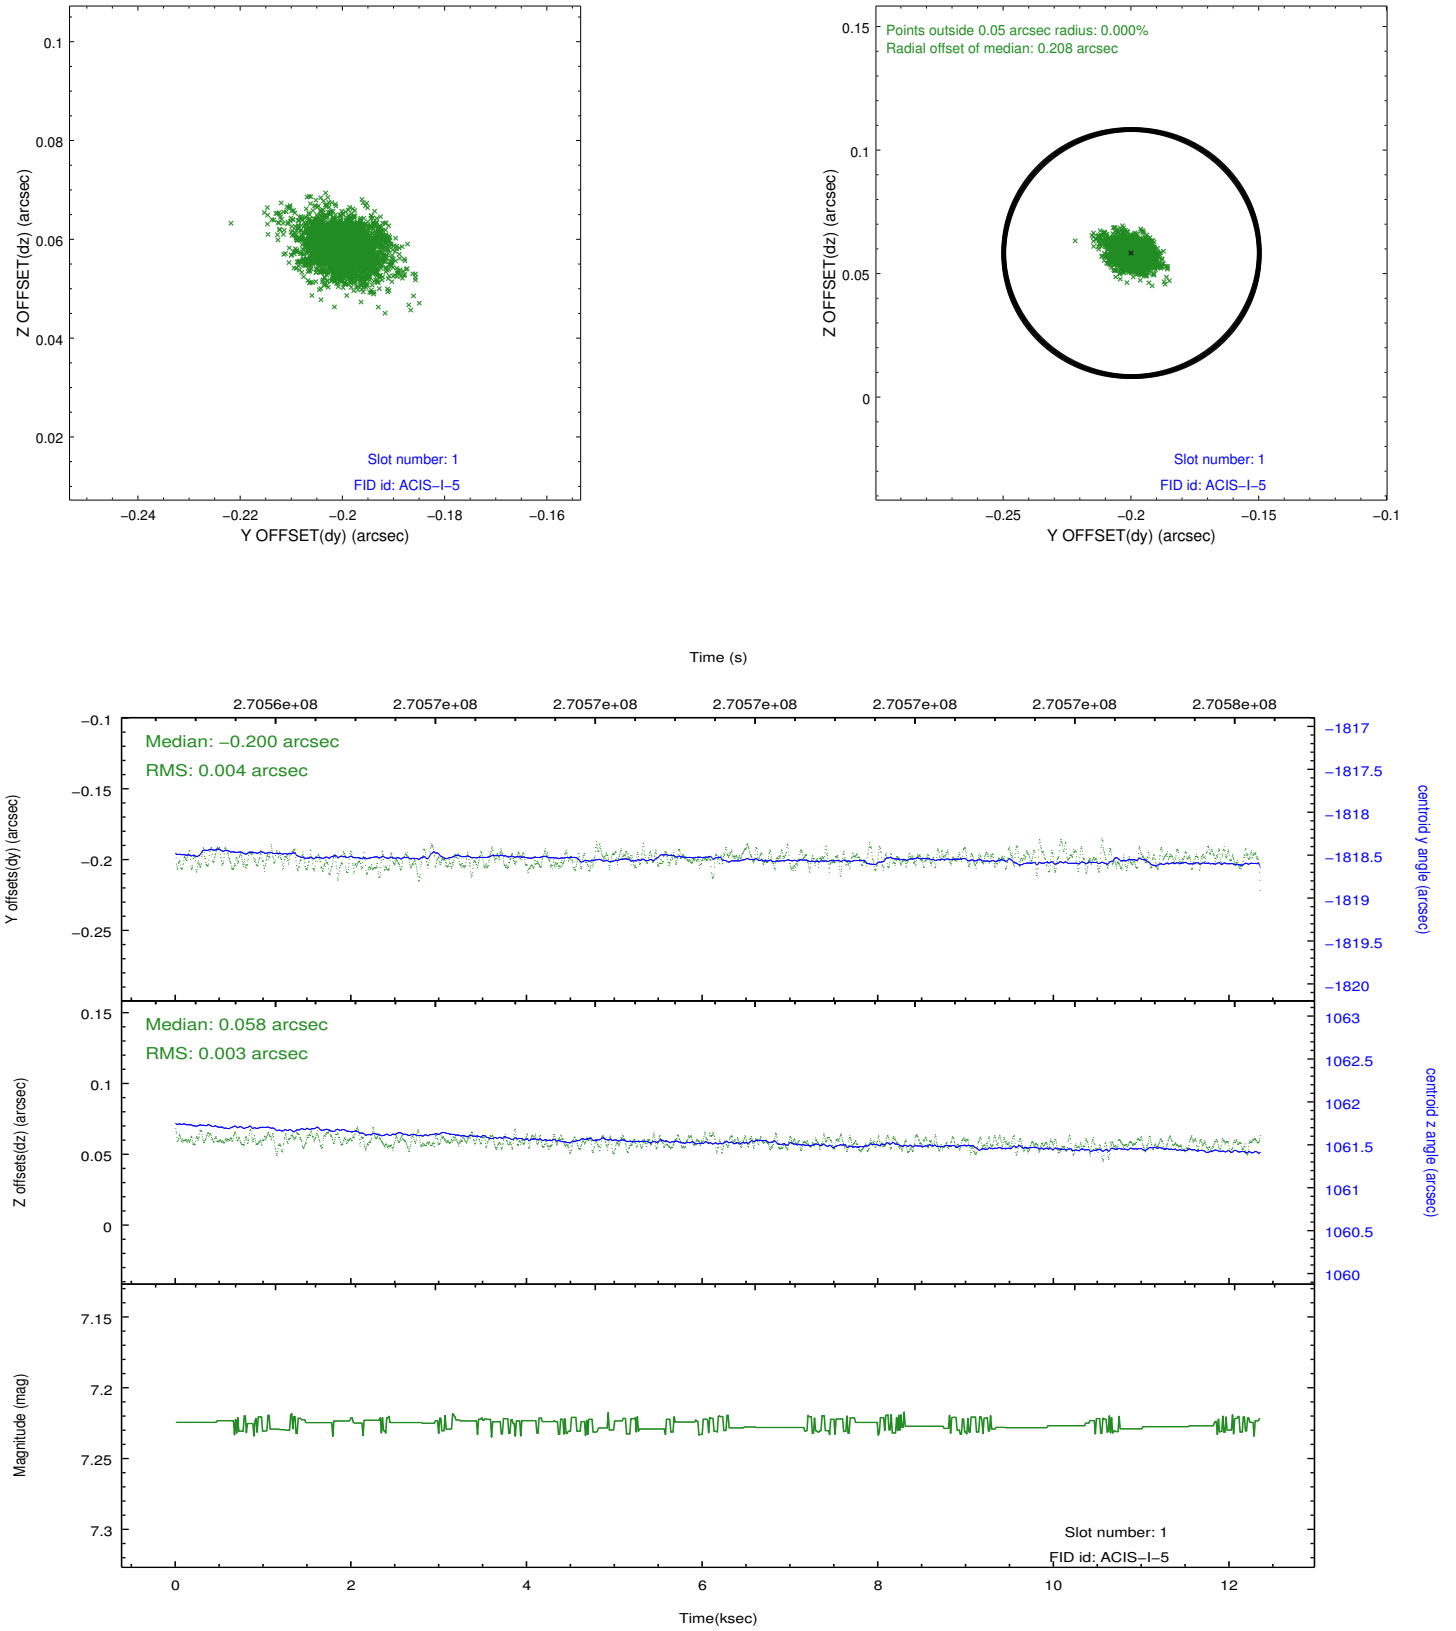 0.1
0.08
0.06
0.04
0.02
Z OFFSET(dz) (arcsec)
Slot number: 1
FID id: ACIS−I−5
−0.24
−0.22
−0.2
−0.18
−0.16
Y OFFSET(dy) (arcsec)
Points outside 0.05 arcsec radius: 0.000%
Radial offset of median: 0.208 arcsec
0.15
0.1
0.05
0
Z OFFSET(dz) (arcsec)
Slot number: 1
FID id: ACIS−I−5
−0.25
−0.2
−0.15
−0.1
Y OFFSET(dy) (arcsec)
Time (s)
2.7056e+08
2.7057e+08
2.7057e+08
2.7057e+08
2.7057e+08
2.7057e+08
2.7058e+08
Median: −0.200 arcsec
RMS: 0.004 arcsec
−0.1
−0.15
−0.2
−0.25
Y offsets(dy) (arcsec)
−1817
−1817.5
−1818
−1818.5
−1819
−1819.5
−1820
centroid y angle (arcsec)
Median: 0.058 arcsec
RMS: 0.003 arcsec
0.15
0.1
0.05
0
Z offsets(dz) (arcsec)
1063
1062.5
1062
1061.5
1061
1060.5
1060
centroid z angle (arcsec)
7.15
7.2
7.25
7.3
Magnitude (mag)
Slot number: 1
FID id: ACIS−I−5
0
2
4
6
8
10
12
Time(ksec)